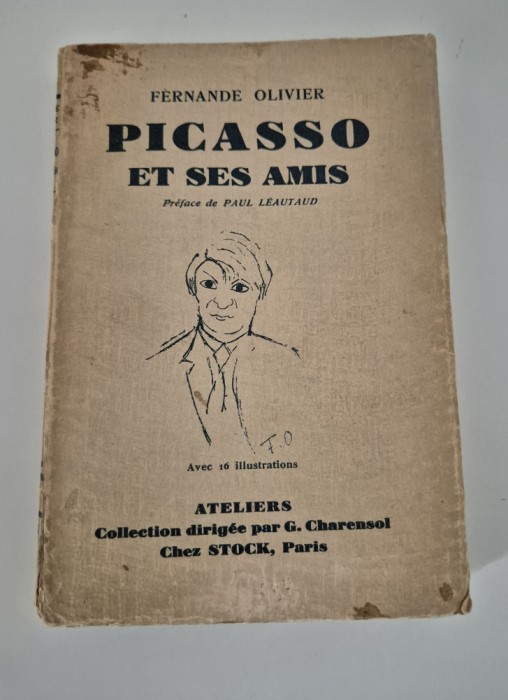 FERNANDE OLIVIER
PICASSO
ET SES AMIS
Préface de PAUL LÉAUTAUD
F.O
Avec 16 illustrations
ATELIERS
Collection dirigée par G. Charensol
Chez STOCK, Paris